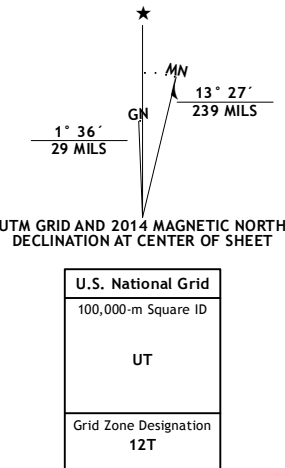 MN
GN
13° 27´
239 MILS
1° 36´
29 MILS
UTM GRID AND 2014 MAGNETIC NORTH
DECLINATION AT CENTER OF SHEET
U.S. National Grid
100,000-m Square ID
UT
Grid Zone Designation
12T